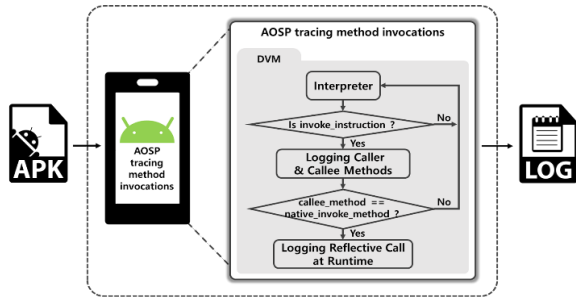 AOSP tracing method invocations
DVM
Interpreter
Is invoke_instruction ?
No
Yes
Logging Caller
& Callee Methods
callee_method ==
native_invoke_method ?
No
Yes
Logging Reflective Call
at Runtime
APK
AOSP
tracing
method
invocations
LOG